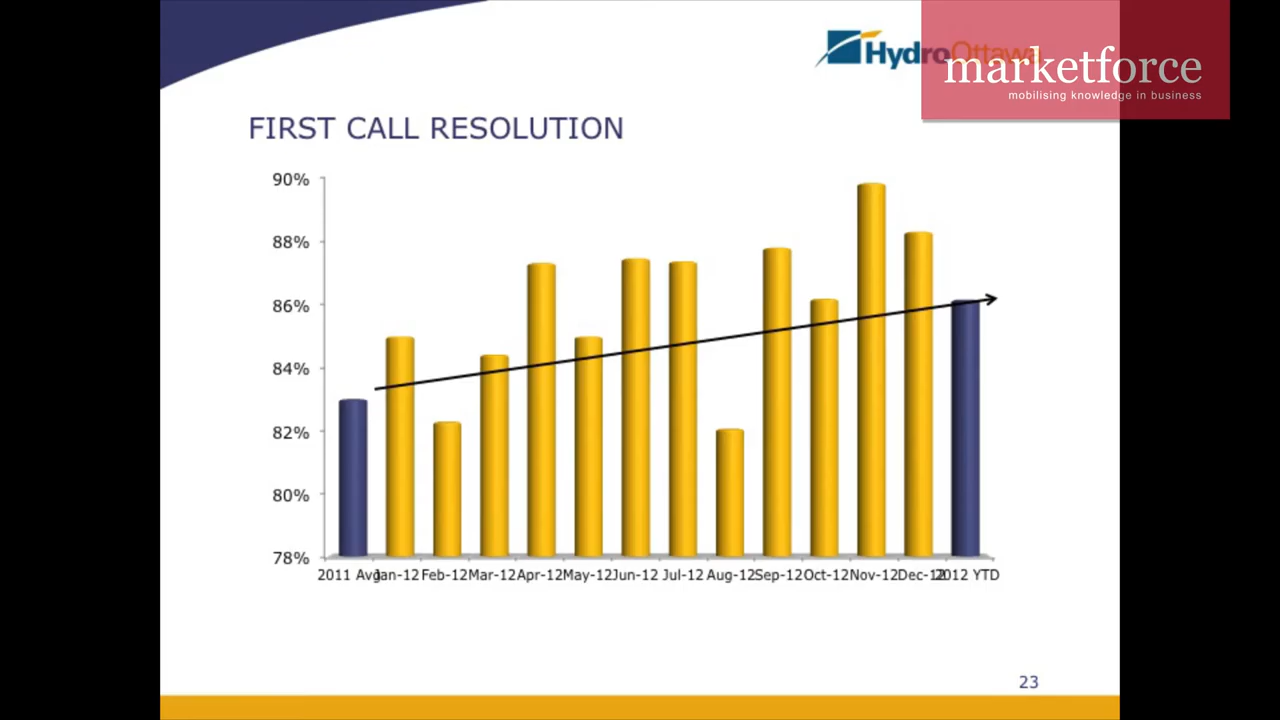 HydroOttawa
marketforce
mobilising knowledge in business
FIRST CALL RESOLUTION
90%
88%
86%
84%
82%
80%
78%
2011 Avg Jan-12 Feb-12 Mar-12 Apr-12 May-12 Jun-12 Jul-12 Aug-12 Sep-12 Oct-12 Nov-12 Dec-12 2012 YTD
23